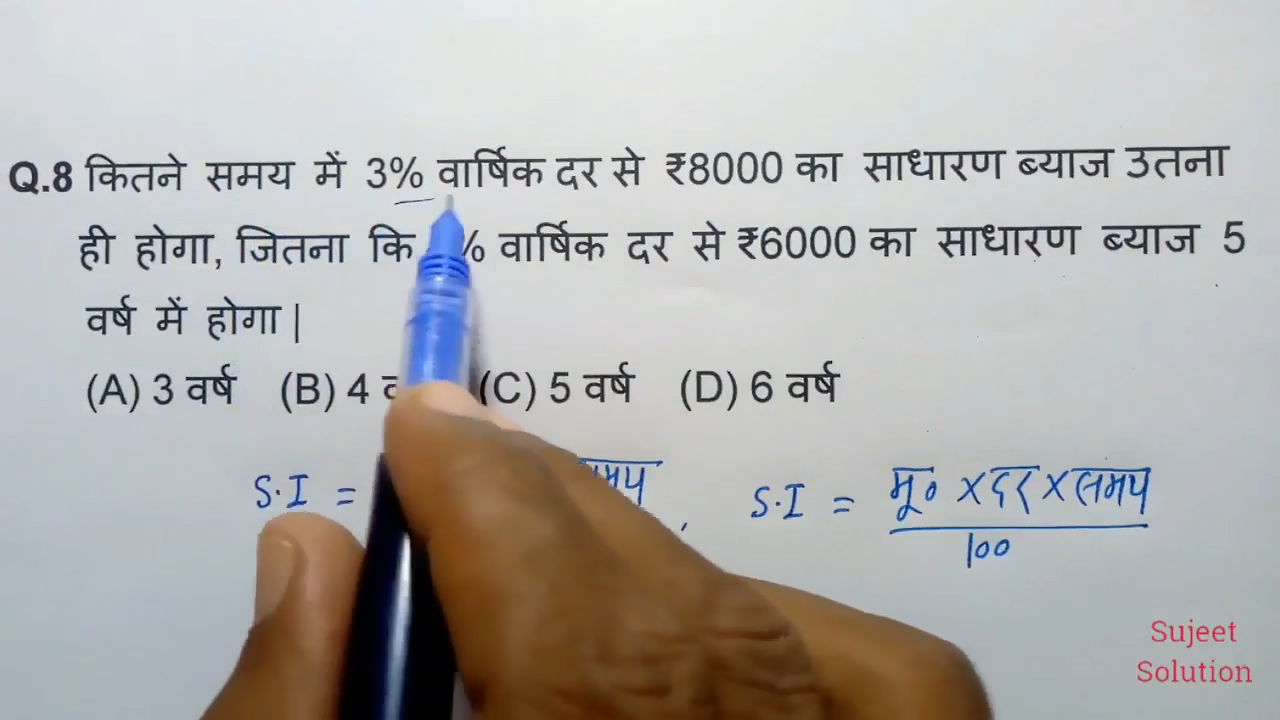 Q.8 कितने समय में 3% वार्षिक दर से ₹8000 का साधारण ब्याज उतना
ही होगा, जितना कि % वार्षिक दर से ₹6000 का साधारण ब्याज 5
वर्ष में होगा|
(A) 3 वर्ष (B) 4 (C) 5 वर्ष (D) 6 वर्ष
S.I = समय , S.I = मू० × दर × समय
100
Sujeet
Solution